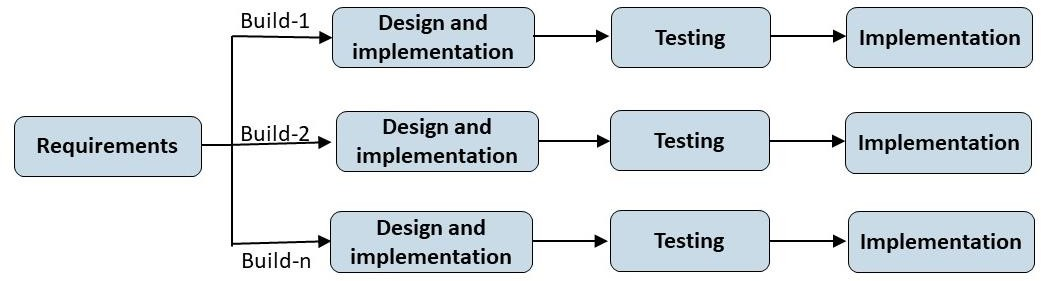 Build-1
Design and
implementation
Testing
Implementation
Requirements
Build-2
Design and
implementation
Testing
Implementation
Build-n
Design and
implementation
Testing
Implementation